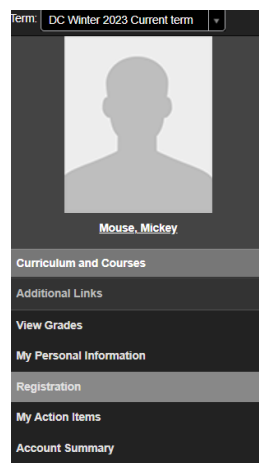 Term: DC Winter 2023 Current term
Mouse, Mickey
Curriculum and Courses
Additional Links
View Grades
My Personal Information
Registration
My Action Items
Account Summary